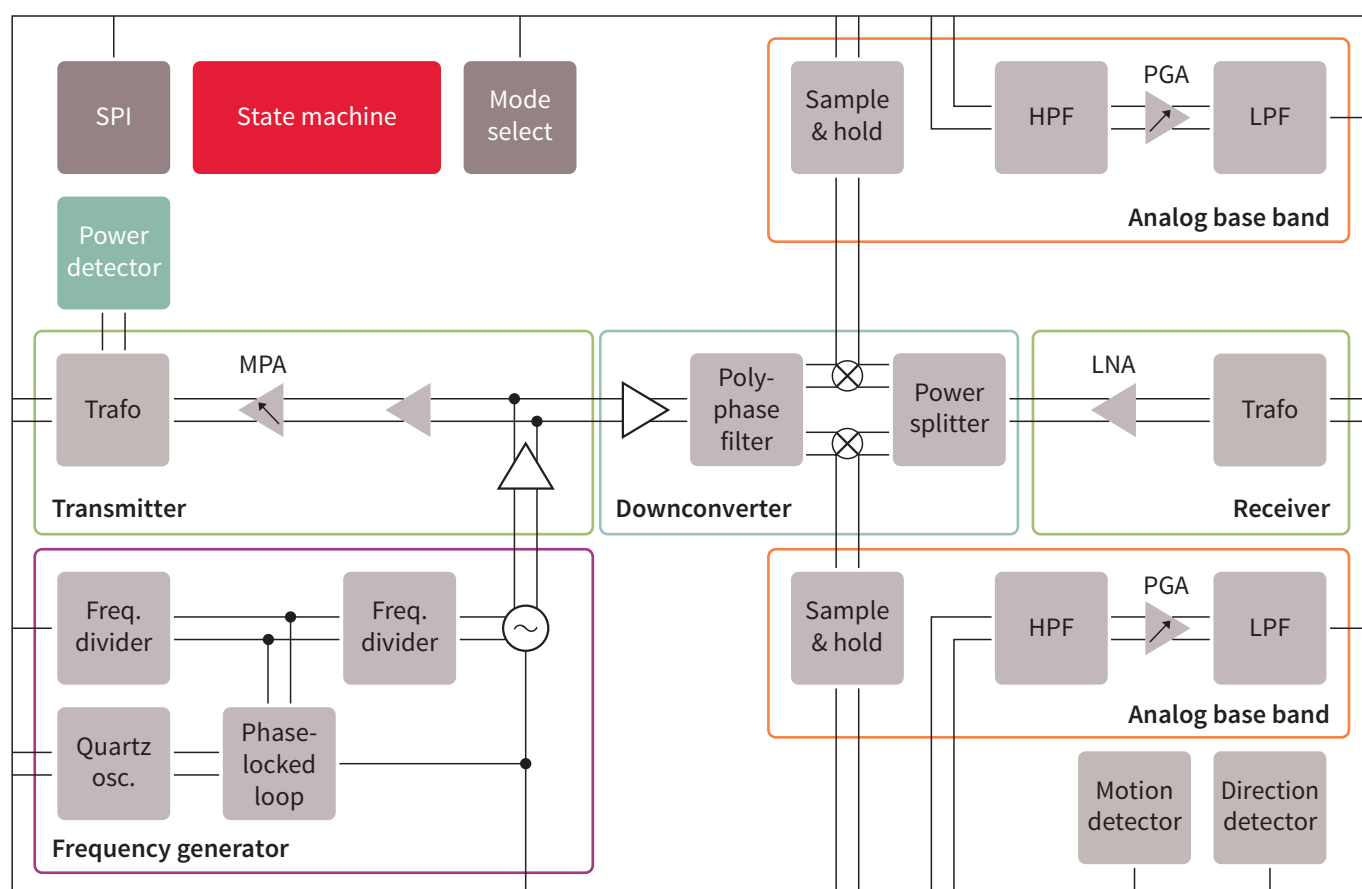 SPI
State machine
Mode
select
Sample
& hold
HPF
PGA
LPF
Analog base band
Power
detector
Trafo
MPA
Transmitter
Poly-
phase
filter
Power
splitter
Downconverter
LNA
Trafo
Receiver
Freq.
divider
Freq.
divider
Quartz
osc.
Phase-
locked
loop
Frequency generator
Sample
& hold
HPF
PGA
LPF
Analog base band
Motion
detector
Direction
detector